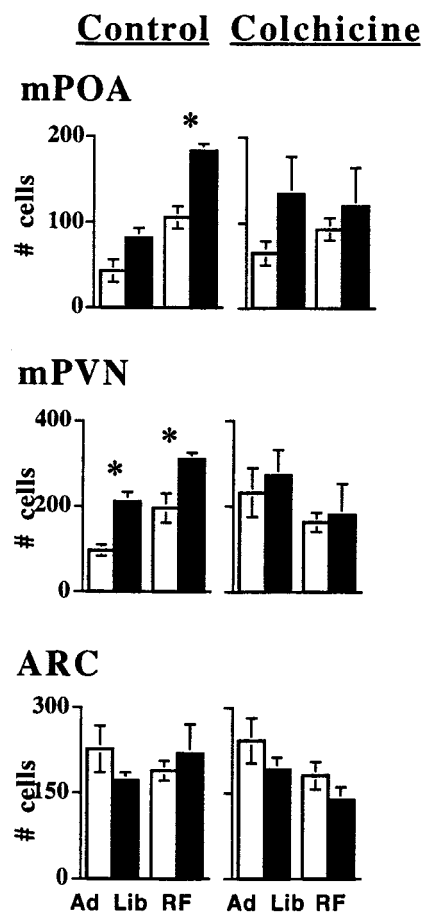 Control Colchicine
mPOA
200
*
100
0
# cells
mPVN
400
*
*
200
0
# cells
ARC
300
150
0
# cells
Ad Lib RF Ad Lib RF